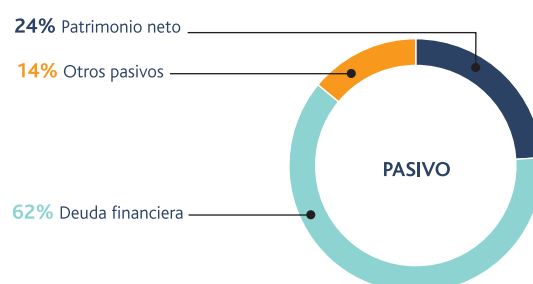 24% Patrimonio neto
14% Otros pasivos
PASIVO
62% Deuda financiera